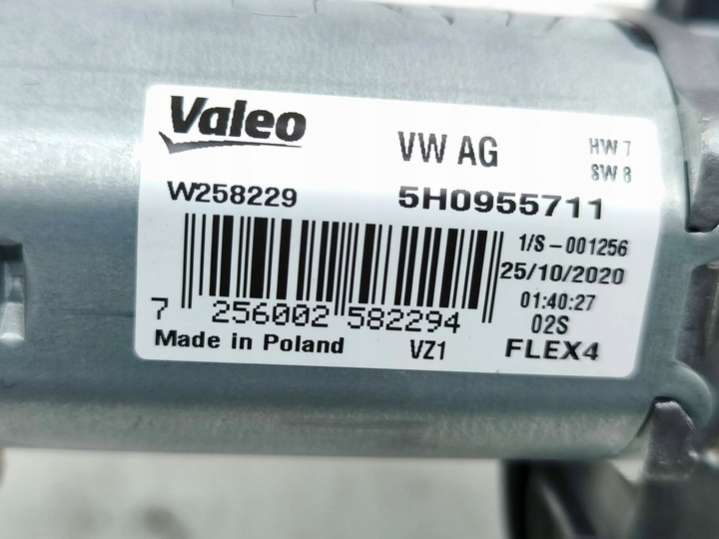 Valeo VW AG HW 7
SW 8
W258229 5H0955711
1/S-001256
25/10/2020
01:40:27
7 256002 582294 02S
Made in Poland VZ1 FLEX4